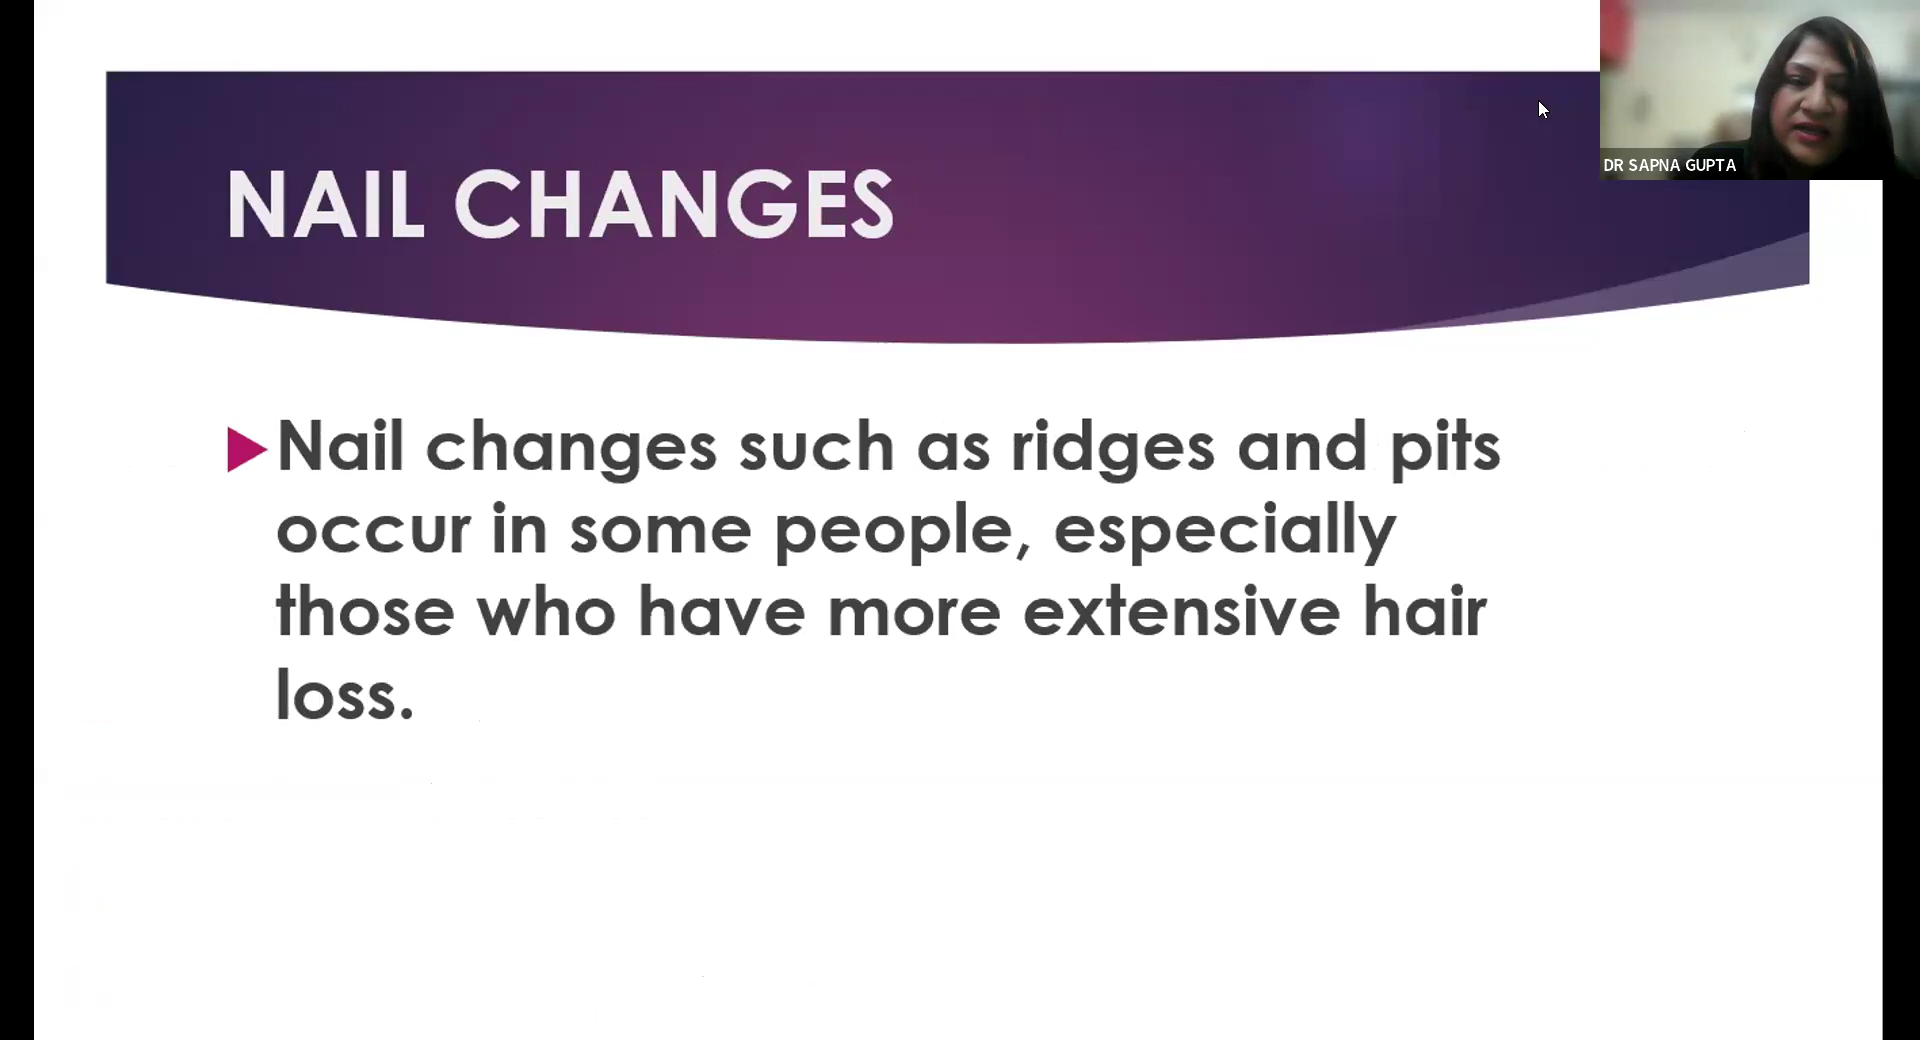 NAIL CHANGES
DR SAPNA GUPTA
Nail changes such as ridges and pits
occur in some people, especially
those who have more extensive hair
loss.